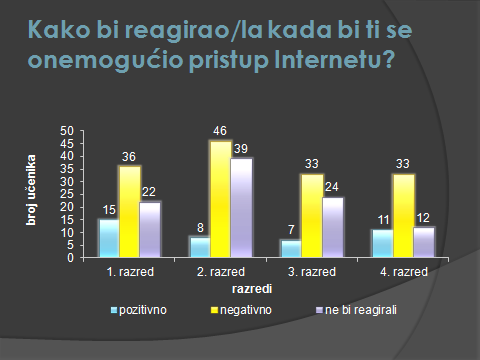 Kako bi reagirao/la kada bi ti se
onemogućio pristup Internetu?
broj učenika
50
45
40
35
30
25
20
15
10
5
0
15
36
22
8
46
39
7
33
24
11
33
12
1. razred
2. razred
3. razred
4. razred
razredi
pozitivno
negativno
ne bi reagirali